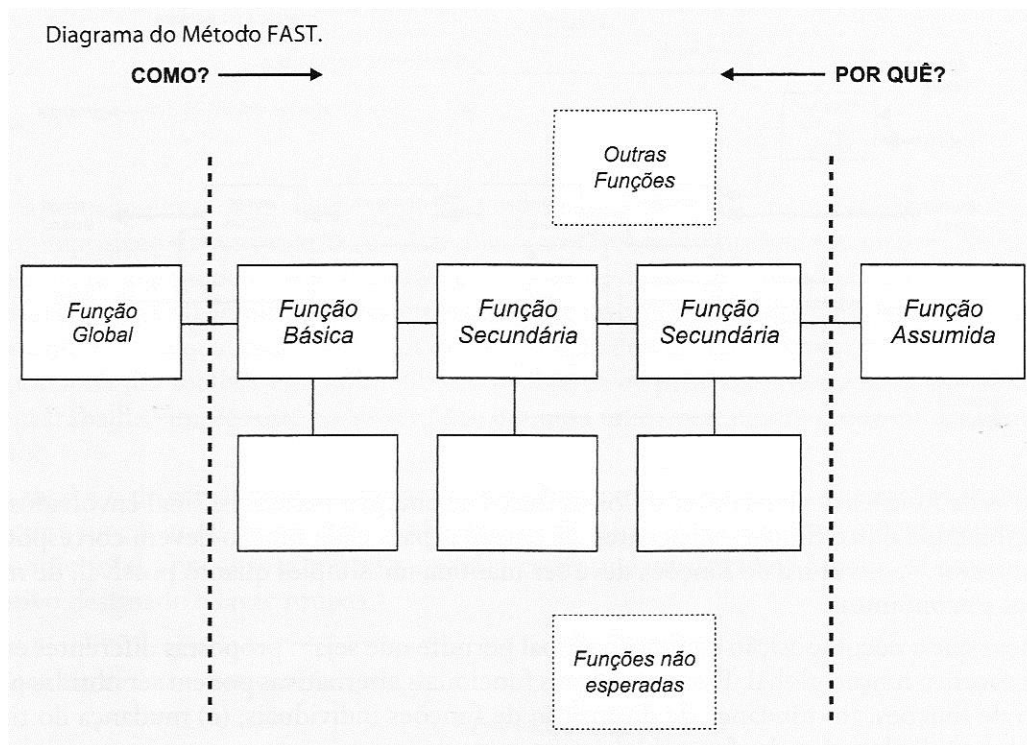 Diagrama do Método FAST.
COMO?
POR QUÊ?
Outras
Funções
Função
Global
Função
Básica
Função
Secundária
Função
Secundária
Função
Assumida
Funções não
esperadas